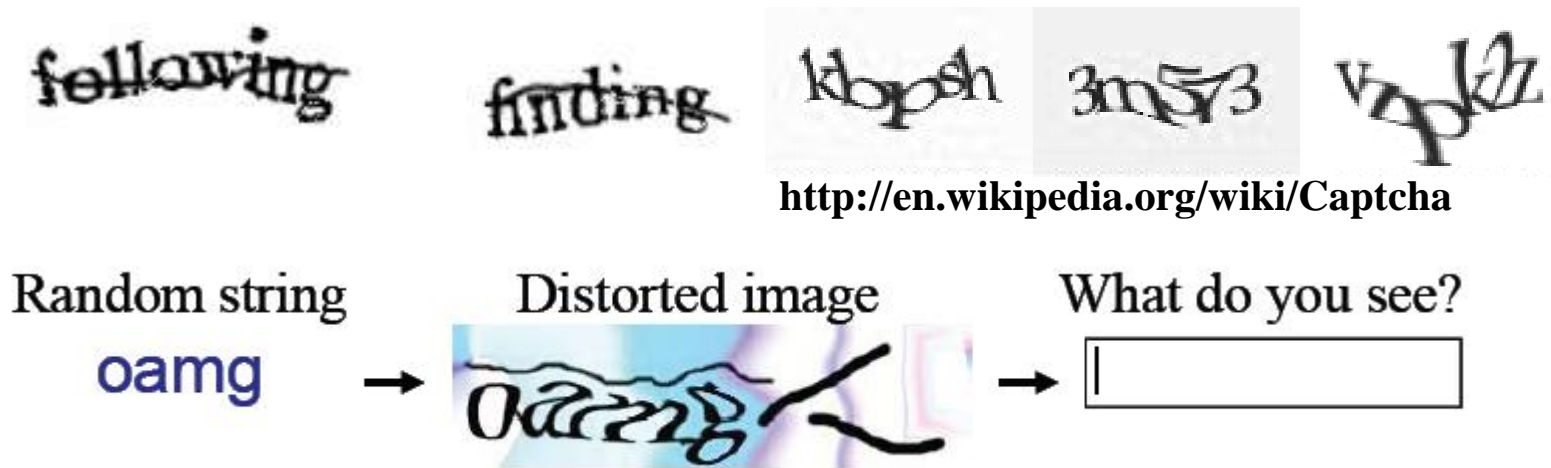 following finding kbpsh 3m573 vnpkzz
http://en.wikipedia.org/wiki/Captcha
Random string Distorted image What do you see?
oamg oamg